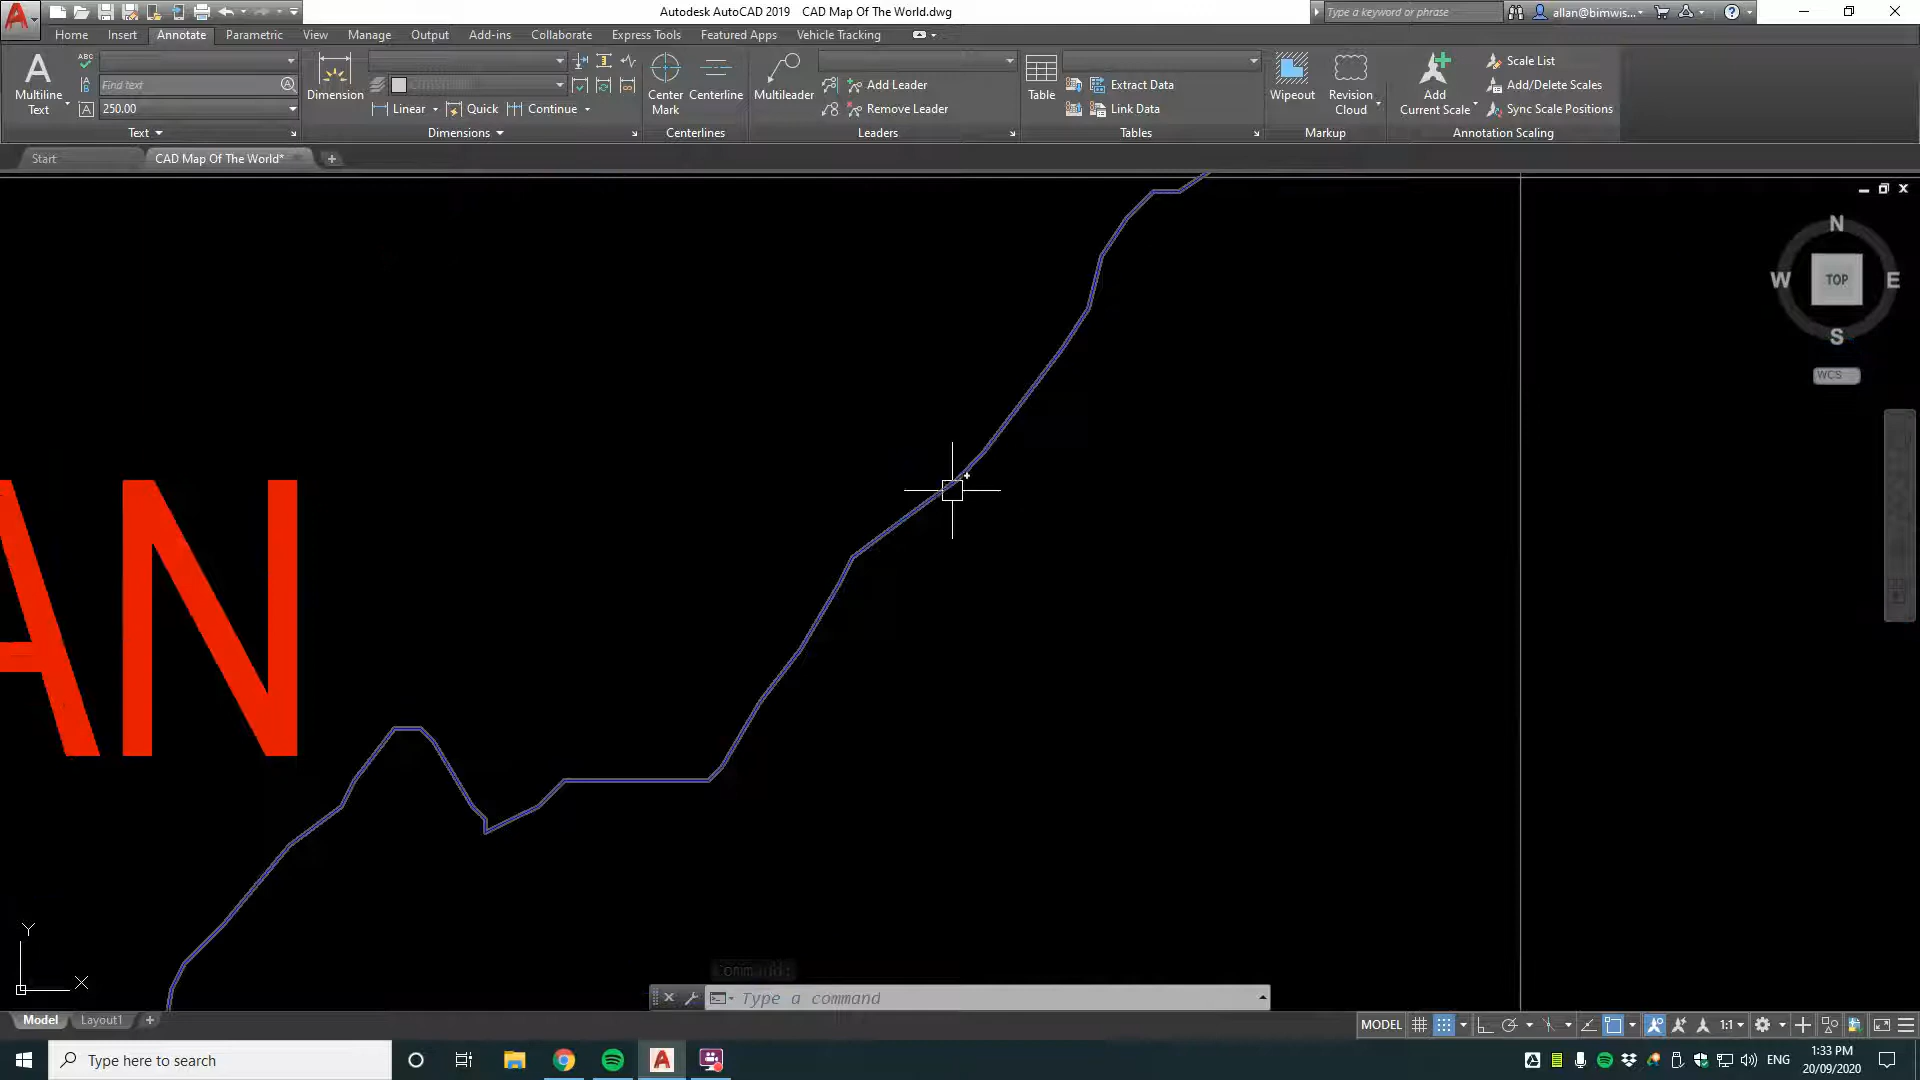 Autodesk AutoCAD 2019 CAD Map Of The World.dwg
Type a keyword or phrase
allan@bimwis...
Home Insert Annotate Parametric View Manage Output Add-ins Collaborate Express Tools Featured Apps Vehicle Tracking
Multiline Text
ABC
Find text
250.00
Text
Dimension
Linear Quick Continue
Dimensions
Center Mark
Centerline
Centerlines
Multileader
Add Leader
Remove Leader
Leaders
Table
Extract Data
Link Data
Tables
Wipeout
Revision Cloud
Markup
Add Current Scale
Scale List
Add/Delete Scales
Sync Scale Positions
Annotation Scaling
Start CAD Map Of The World*
N
W TOP E
S
WCS
AN
Y
X
Command:
Type a command
Model Layout1
MODEL 1:1
Type here to search
ENG
1:33 PM
20/09/2020